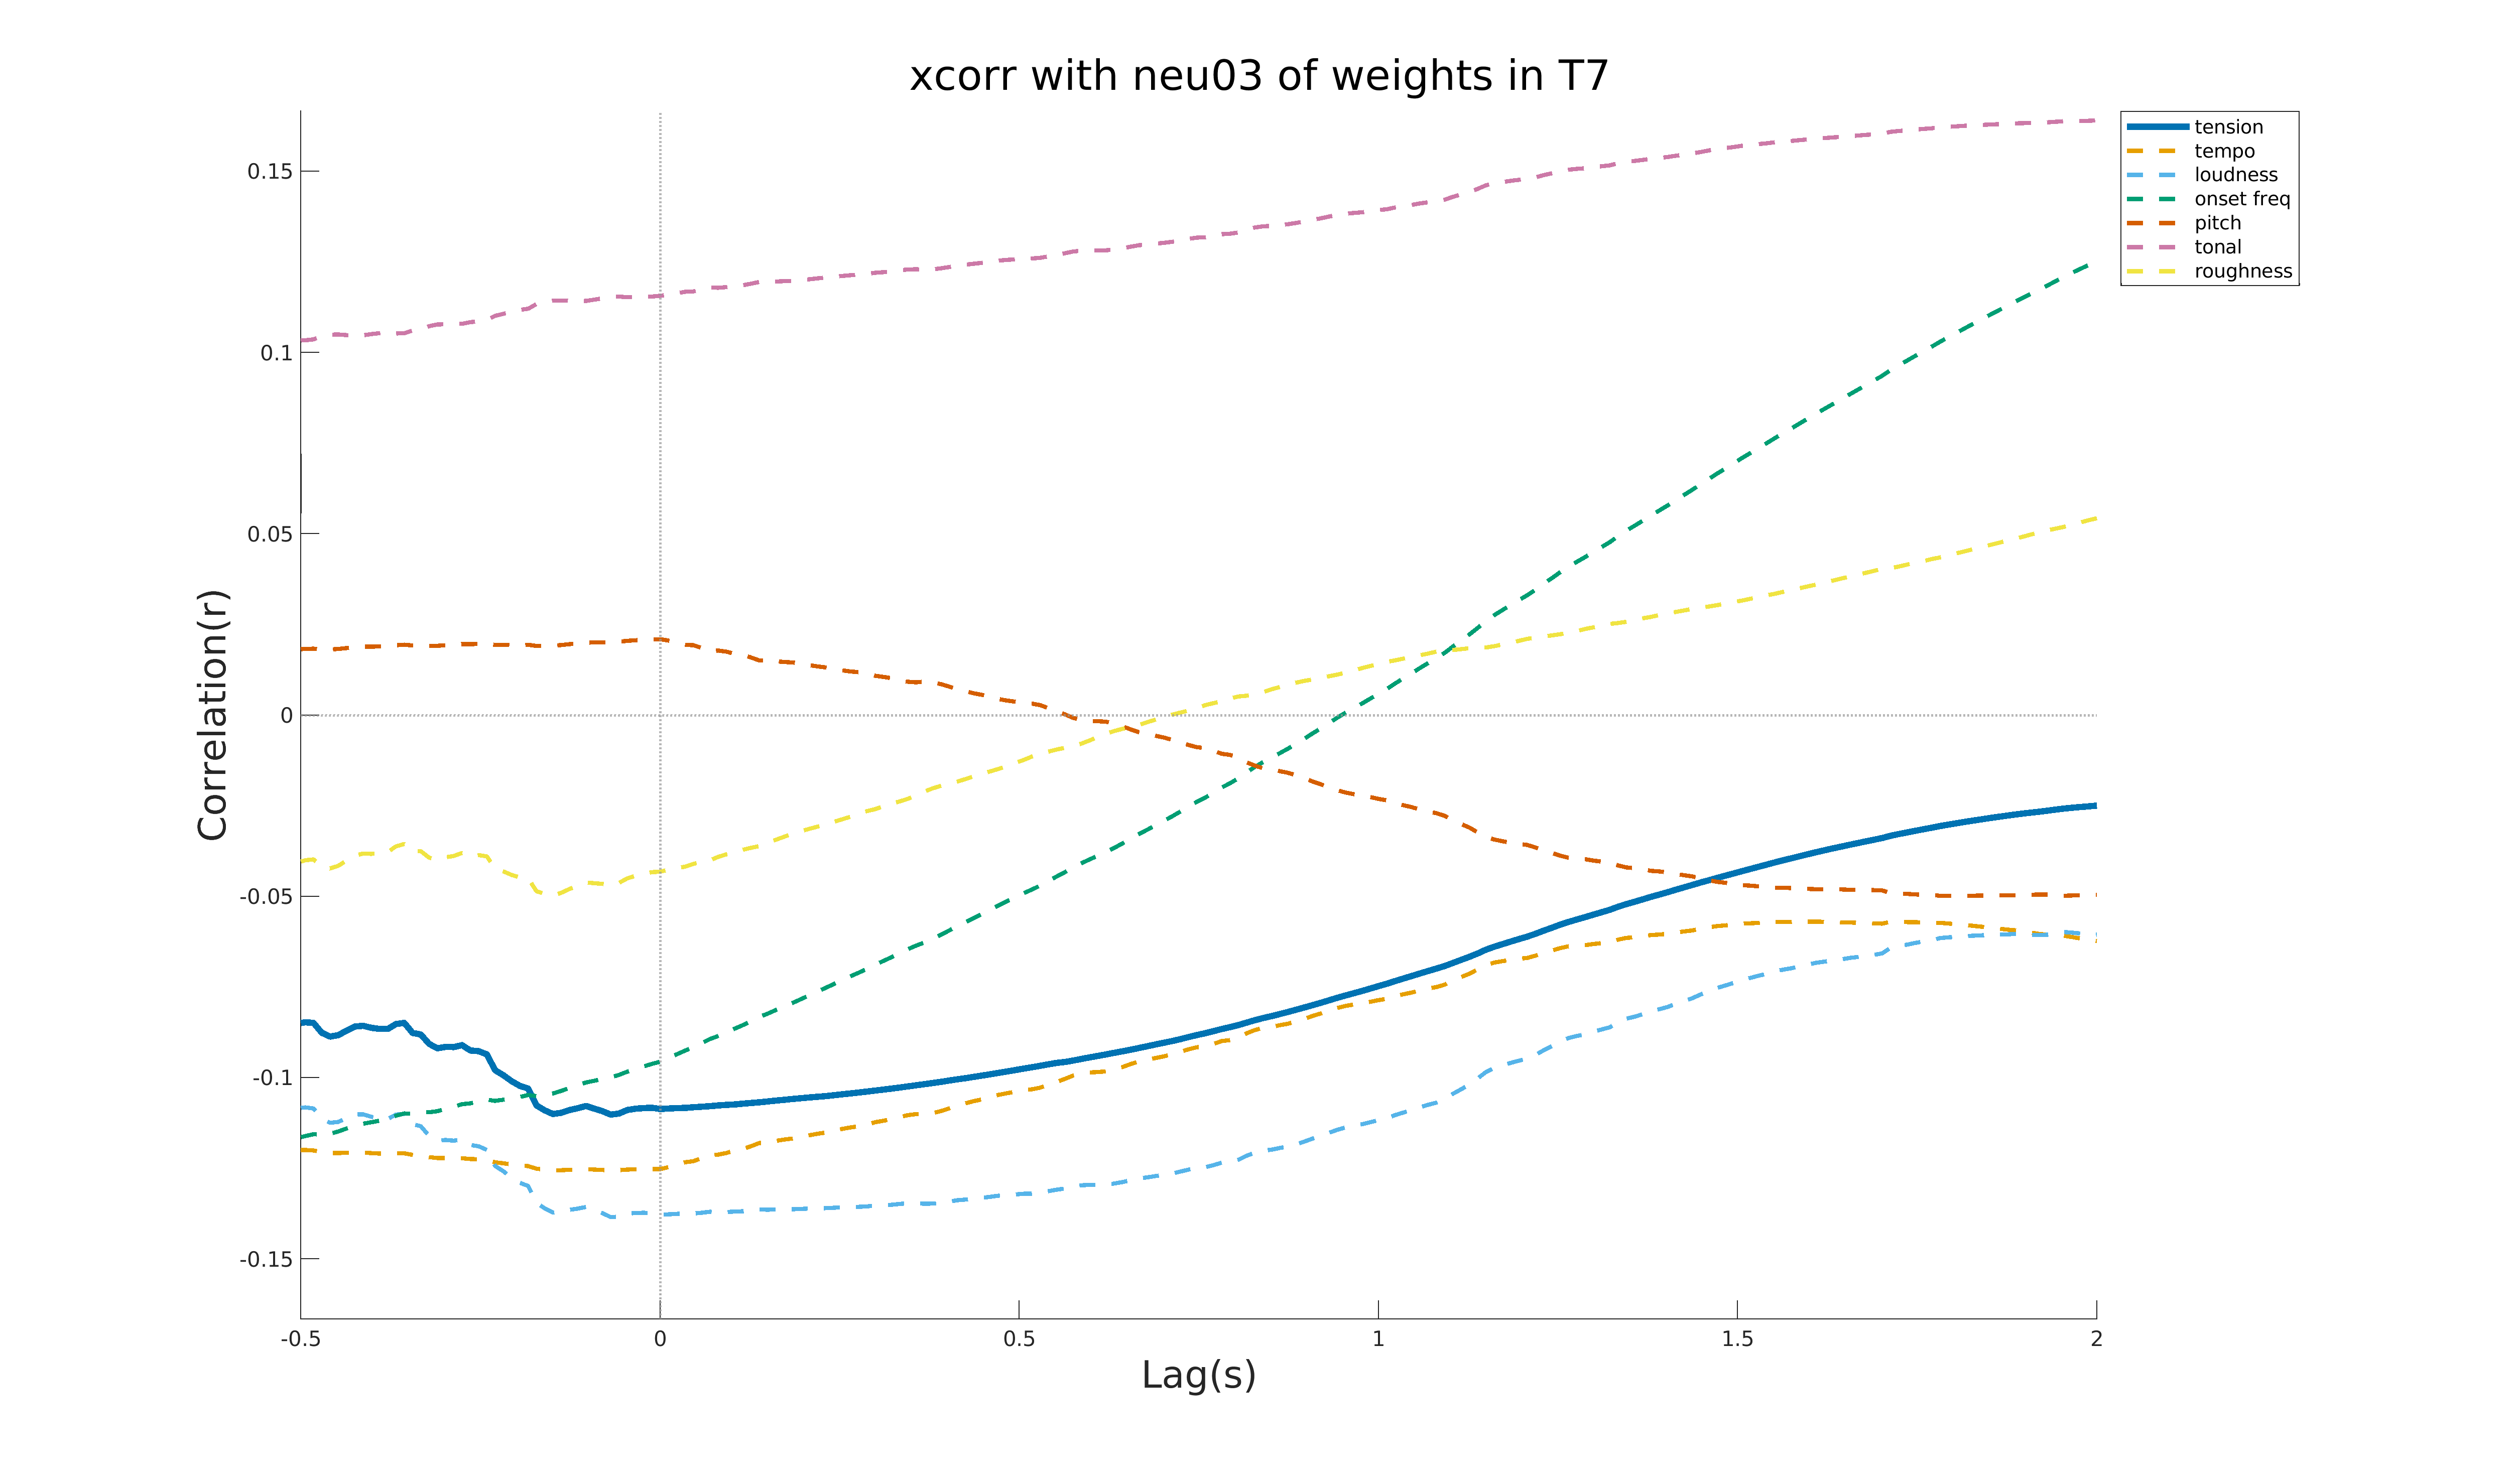 xcorr with neu03 of weights in T7
tension
tempo
loudness
onset freq
pitch
tonal
roughness
Correlation(r)
0.15
0.1
0.05
0
-0.05
-0.1
-0.15
-0.5
0
0.5
1
1.5
2
Lag(s)